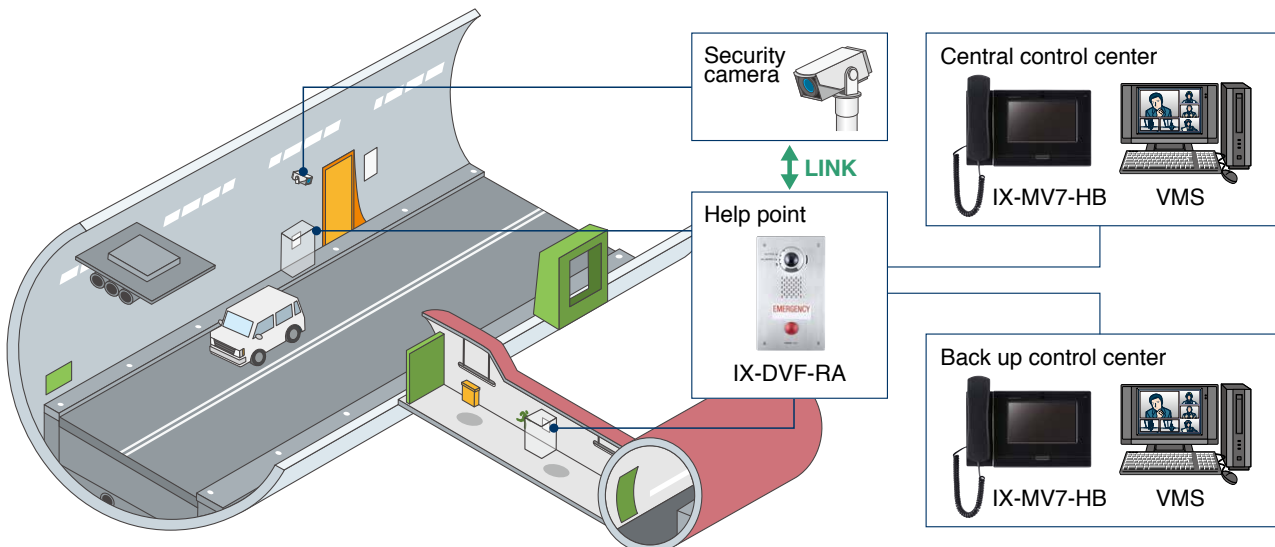 Security
camera
LINK
Help point
EMERGENCY
IX-DVF-RA
Central control center
IX-MV7-HB
VMS
Back up control center
IX-MV7-HB
VMS